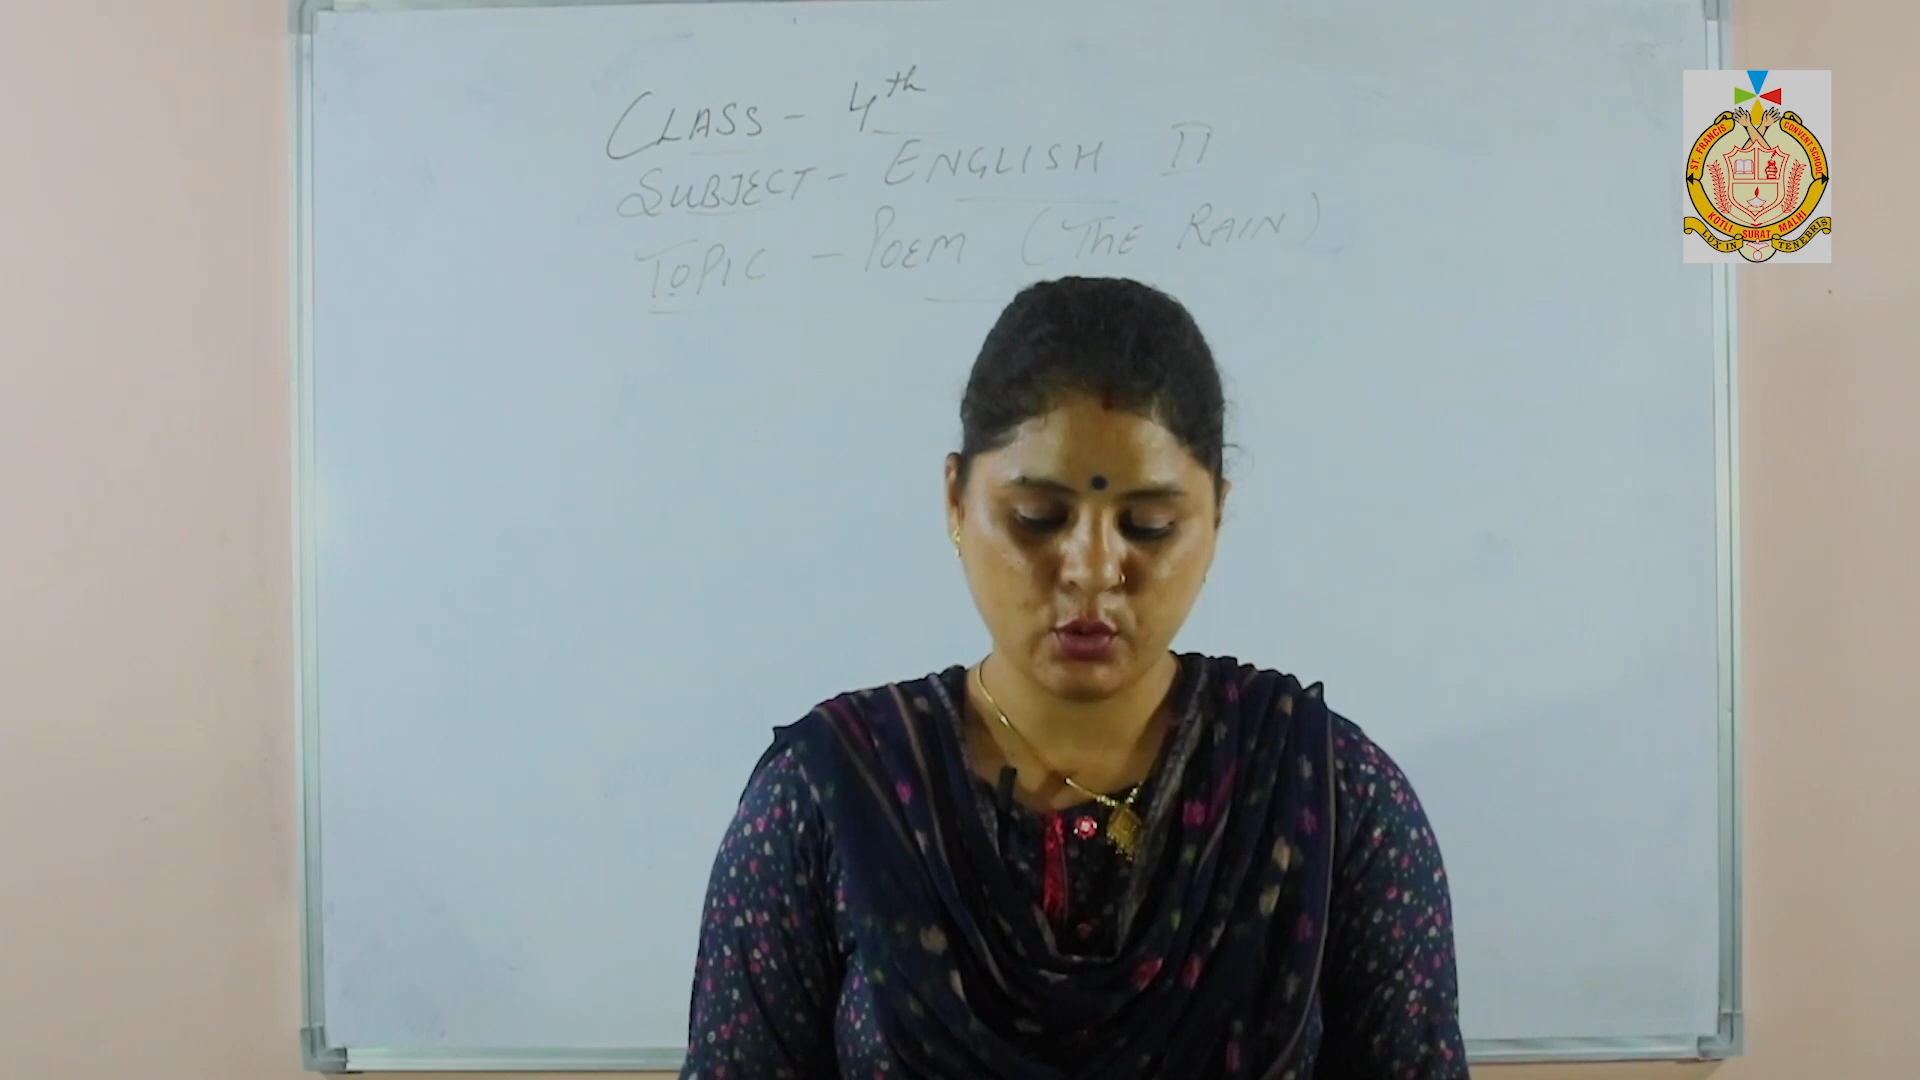 CLASS - 4th
SUBJECT - ENGLISH II
TOPIC - POEM (THE RAIN)
ST. FRANCIS CONVENT SCHOOL
KOTLI SURAT MALHI
LUX IN TENEBRIS